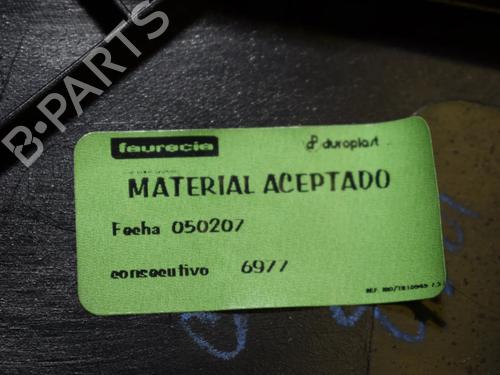 B-PARTS
faurecia duroplast
MATERIAL ACEPTADO
Fecha 050207
consecutivo 6977